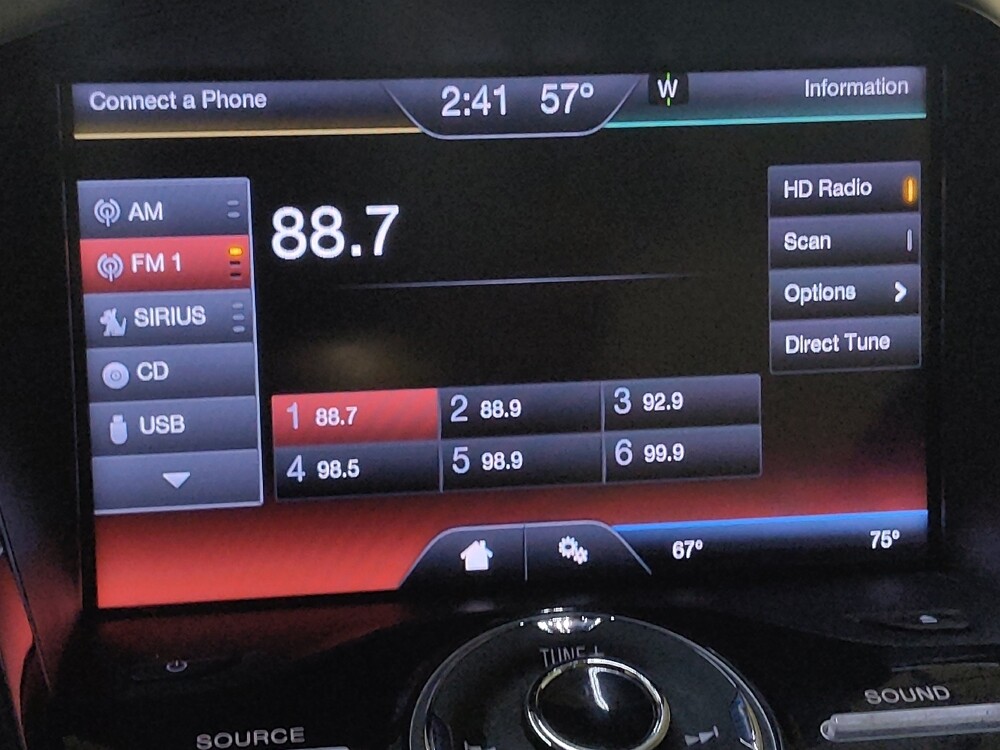 Connect a Phone
2:41 57°
W
Information
AM
FM 1
SIRIUS
CD
USB
88.7
HD Radio
Scan
Options
Direct Tune
1 88.7
2 88.9
3 92.9
4 98.5
5 98.9
6 99.9
67°
75°
TUNE +
SOURCE
SOUND